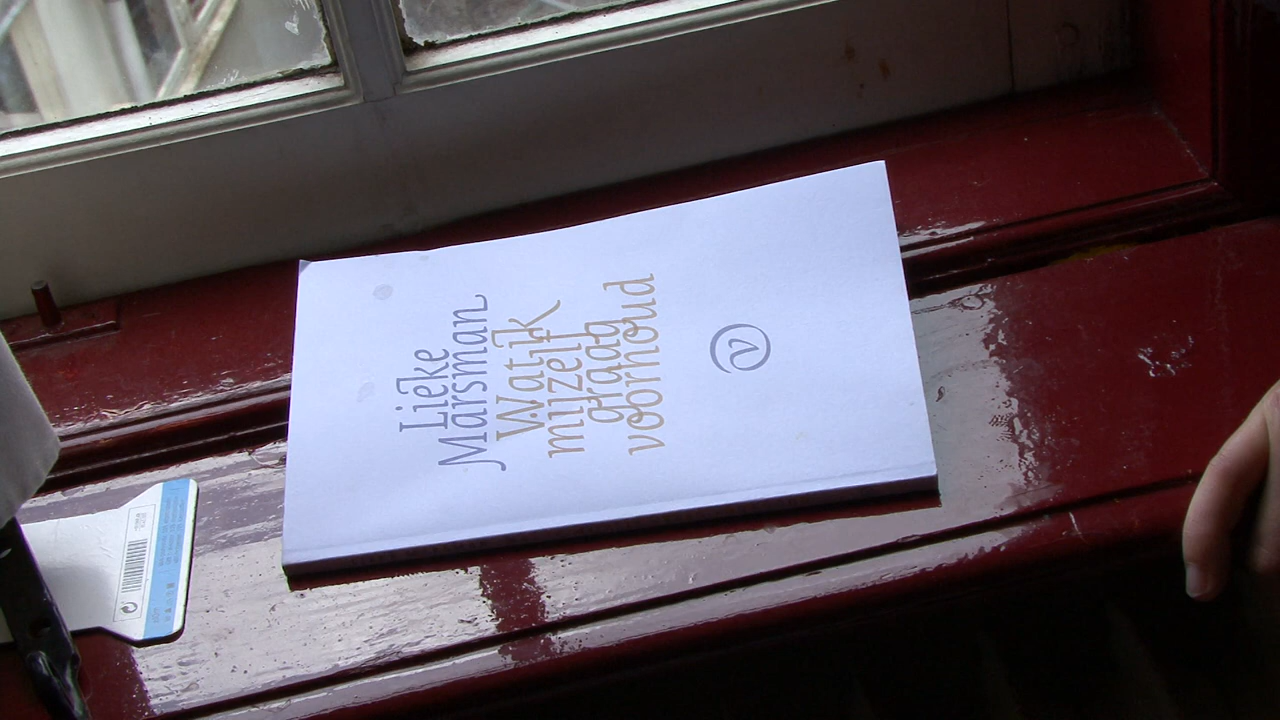 Lieke
Marsman
Wat ik
mijzelf
graag
voorhoud
v